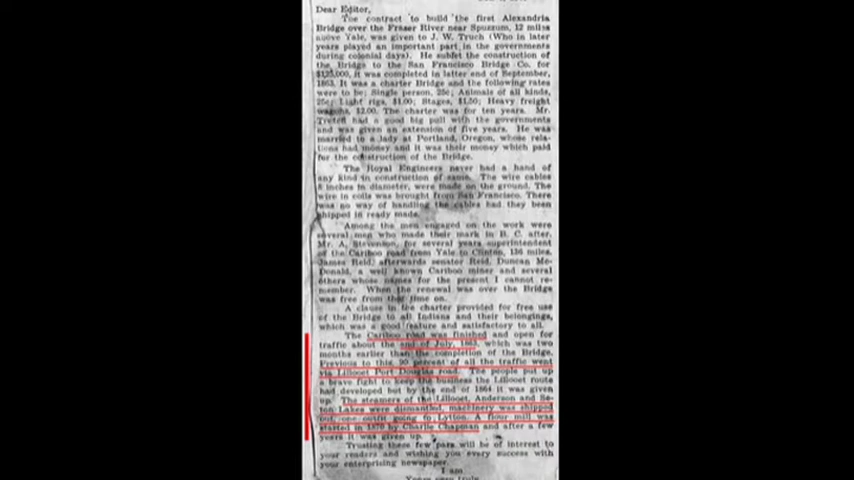 Dear Editor,
The contract to build the first Alexandria
Bridge over the Fraser River near Spuzzum, 12 miles
above Yale, was given to J. W. Truch (Who in later
years played an important part in the governments
during colonial days). He sublet the construction of
the Bridge to the San Francisco Bridge Co. for
it was completed in latter end of September,
1863. It was a charter Bridge and the following rates
were to be; Single person, 25c; Animals of all kinds,
25c; Light rigs, $1.00; Stages, $1.50; Heavy freight
wagons, $2.00. The charter was for ten years. Mr.
had a good big pull with the governments
and was given an extension of five years. He was
married to a lady at Portland, Oregon, whose rela-
tions had money and it was their money which paid
for the construction of the Bridge.
The Royal Engineers never had a hand of
any kind in construction of same. The wire cables
inches in diameter, were made on the ground. The
wire in coils was brought from San Francisco. There
was no way of handling the cables had they been
shipped in ready made.
Among the men engaged on the work were
several men who made their mark in B. C. after,
Mr. A. Stevenson, for several years superintendent
of the Cariboo road from Yale to Clinton, 136 miles,
James Reid, afterwards senator Reid, Duncan Mc-
Donald, a well known Cariboo miner and several
others whose names for the present I cannot re-
member. When the renewal was over the Bridge
was free from that time on.
A clause in the charter provided for free use
of the Bridge to all Indians and their belongings,
which was a good feature and satisfactory to all.
The Cariboo road was finished and open for
traffic about the end of July, 1863, which was two
months earlier than the completion of the Bridge.
Previous to this 90 percent of all the traffic went
via Lillooet Port Douglas road. The people put up
a brave fight to keep the business the Lillooet route
had developed but by the end of 1864 it was given
up. The steamers of the Lillooet, Anderson and Se-
ton Lakes were dismantled, machinery was shipped
out, one outfit going to Lytton. A flour mill was
started in 1870 by Charlie Chapman and after a few
years it was given up.
Trusting these few para will be of interest to
your readers and wishing you every success with
your enterprising newspaper.
I am
Yours very truly